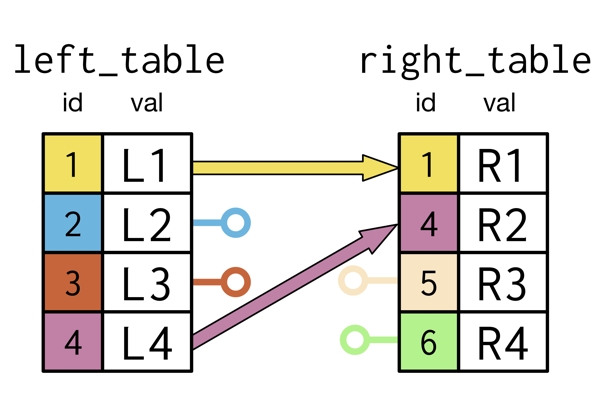 left_table right_table
id val id val
1 L1 1 R1
2 L2 4 R2
3 L3 5 R3
4 L4 6 R4